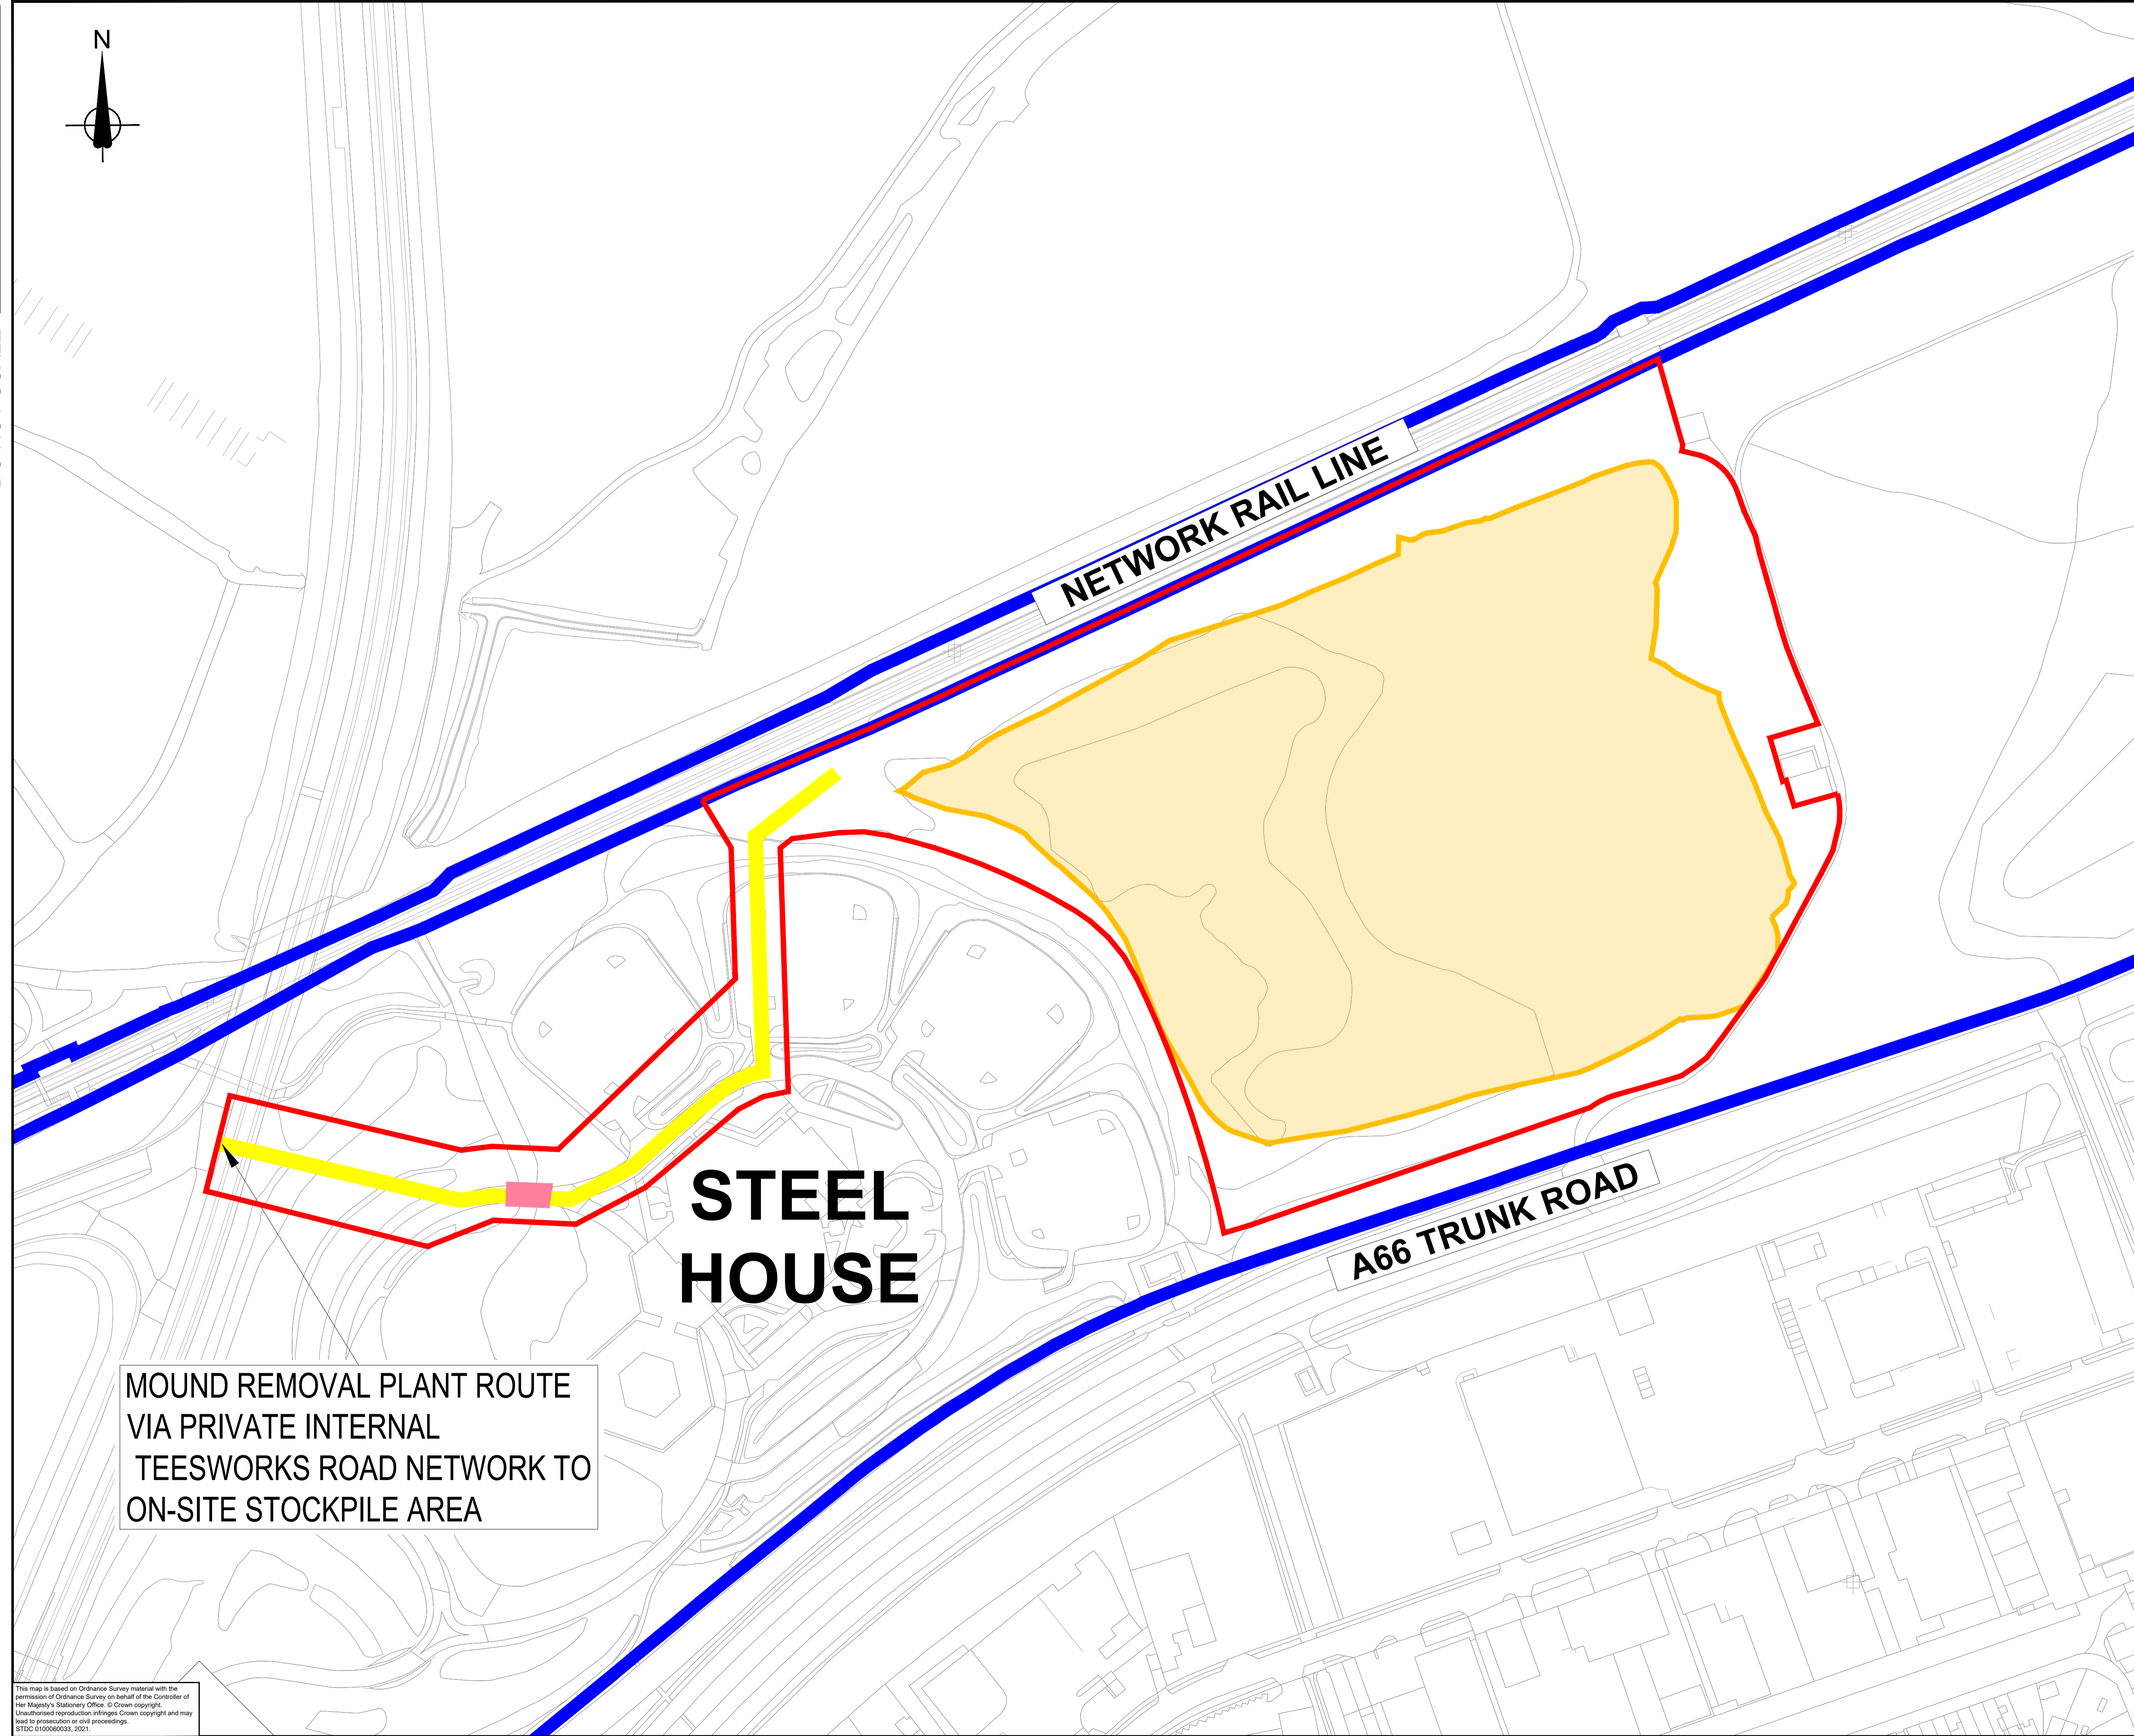 N
NETWORK RAIL LINE
STEEL
HOUSE
A66 TRUNK ROAD
MOUND REMOVAL PLANT ROUTE
VIA PRIVATE INTERNAL
TEESWORKS ROAD NETWORK TO
ON-SITE STOCKPILE AREA
This map is based on Ordnance Survey material with the
permission of Ordnance Survey on behalf of the Controller of
Her Majesty's Stationery Office. © Crown copyright.
Unauthorised reproduction infringes Crown copyright and may
lead to prosecution or civil proceedings.
STDC 0100060033, 2021.